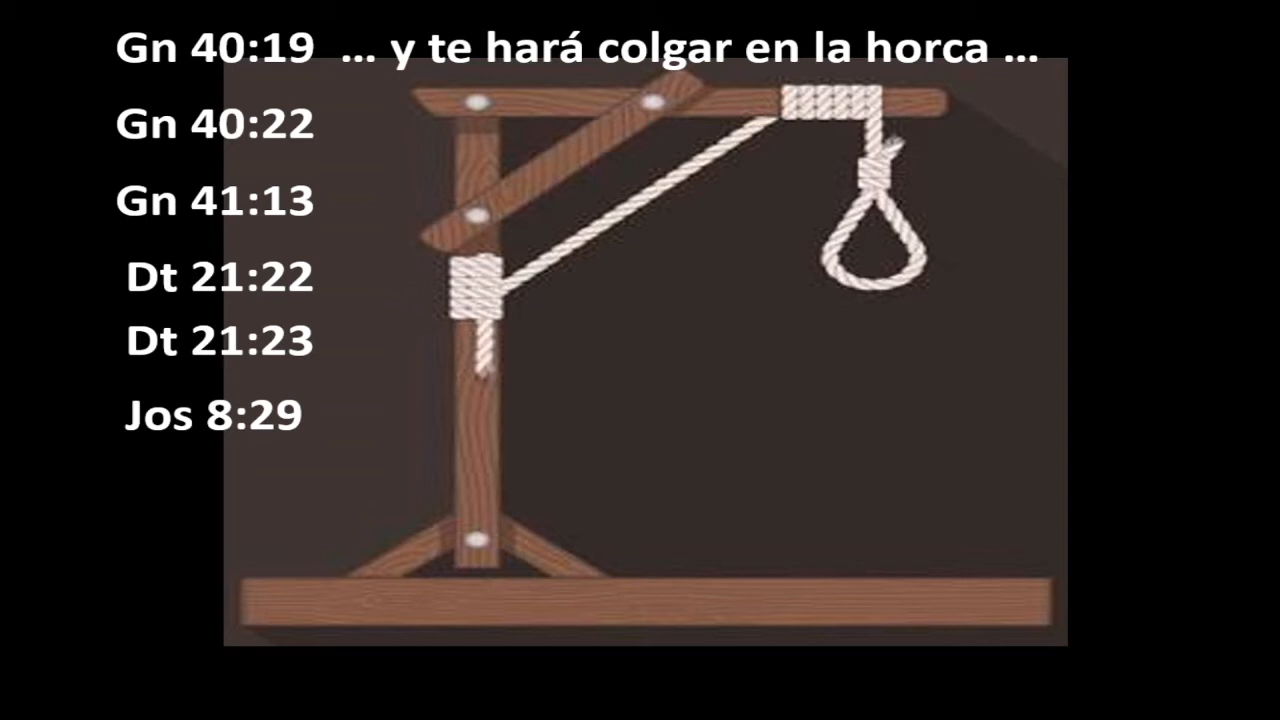 Gn 40:19 ... y te hará colgar en la horca ...
Gn 40:22
Gn 41:13
Dt 21:22
Dt 21:23
Jos 8:29